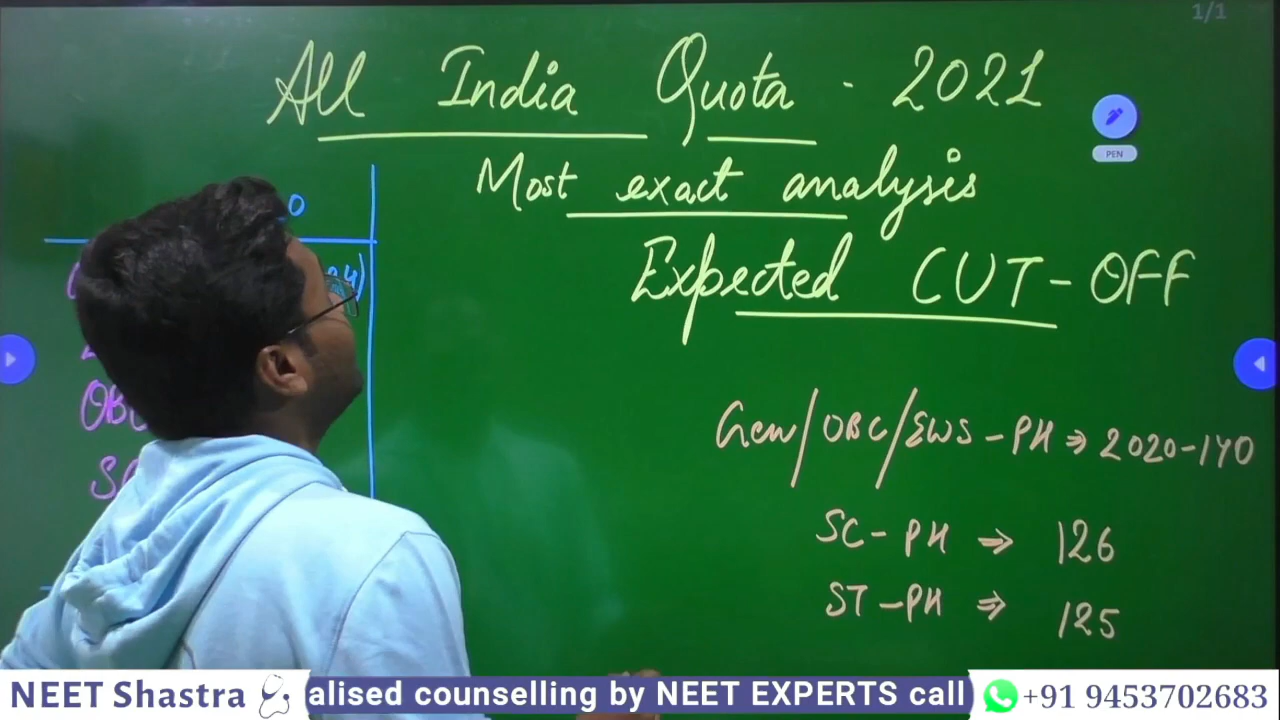 1/1
All India Quota - 2021
PEN
Most exact analysis
Expected CUT-OFF
Gen/OBC/EWS-PH ⇒ 2020-140
OBC
SC-PH ⇒ 126
ST-PH ⇒ 125
NEET Shastra alised counselling by NEET EXPERTS call +91 9453702683